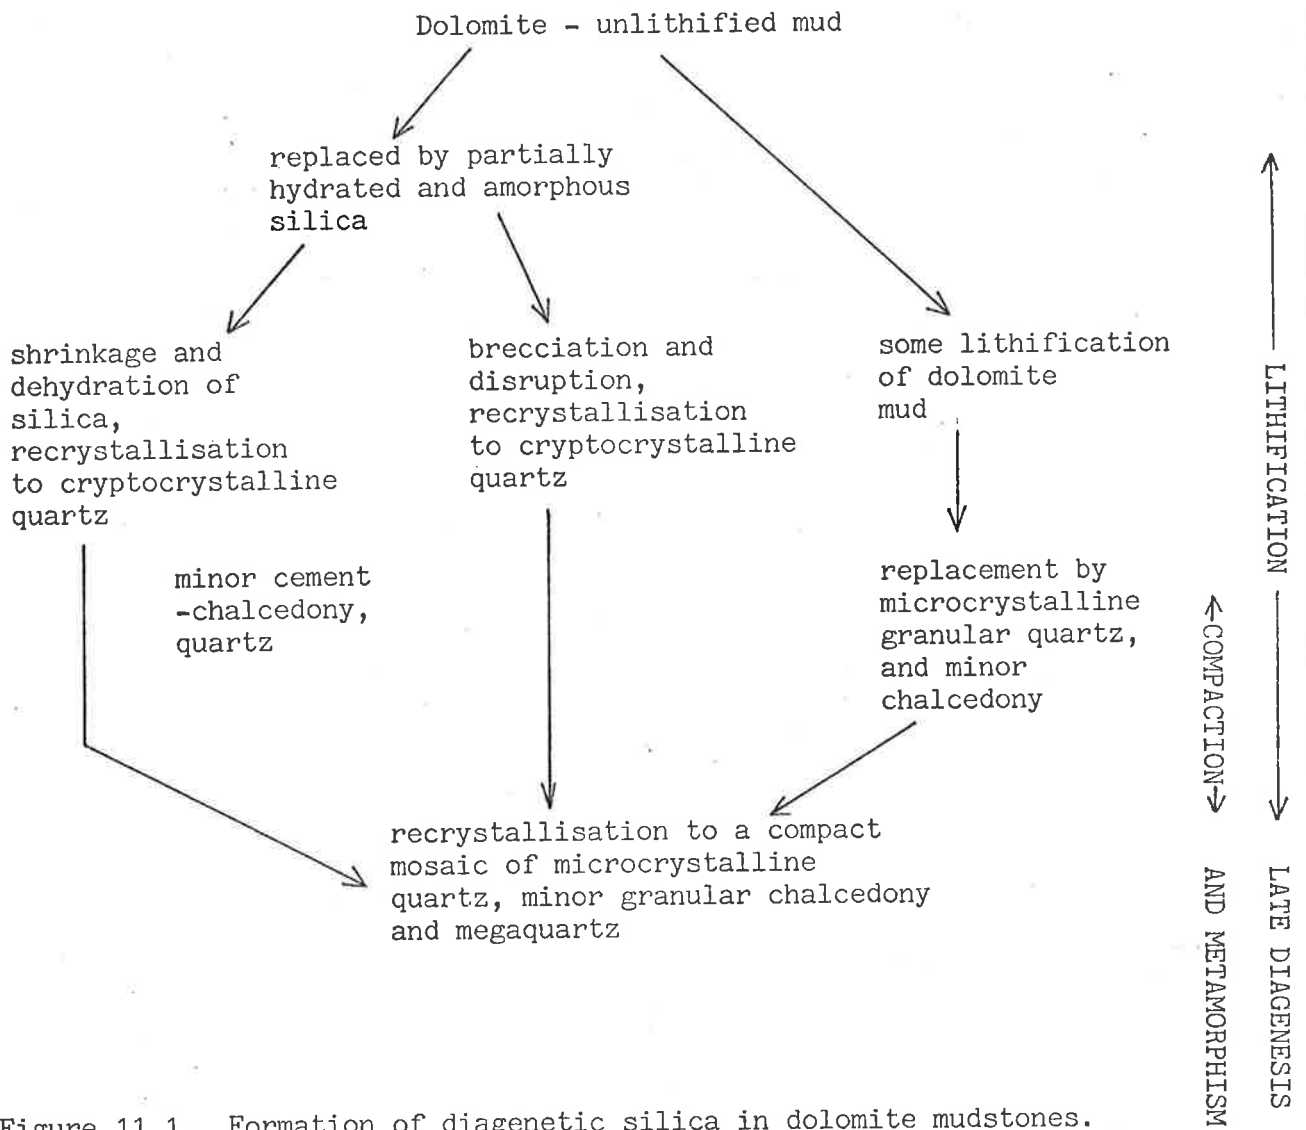 Dolomite - unlithified mud
replaced by partially
hydrated and amorphous
silica
shrinkage and
dehydration of
silica,
recrystallisation
to cryptocrystalline
quartz
brecciation and
disruption,
recrystallisation
to cryptocrystalline
quartz
some lithification
of dolomite
mud
minor cement
-chalcedony,
quartz
replacement by
microcrystalline
granular quartz,
and minor
chalcedony
recrystallisation to a compact
mosaic of microcrystalline
quartz, minor granular chalcedony
and megaquartz
LITHIFICATION
COMPACTION
LATE DIAGENESIS
AND METAMORPHISM
Figure 11.1 Formation of diagenetic silica in dolomite mudstones.